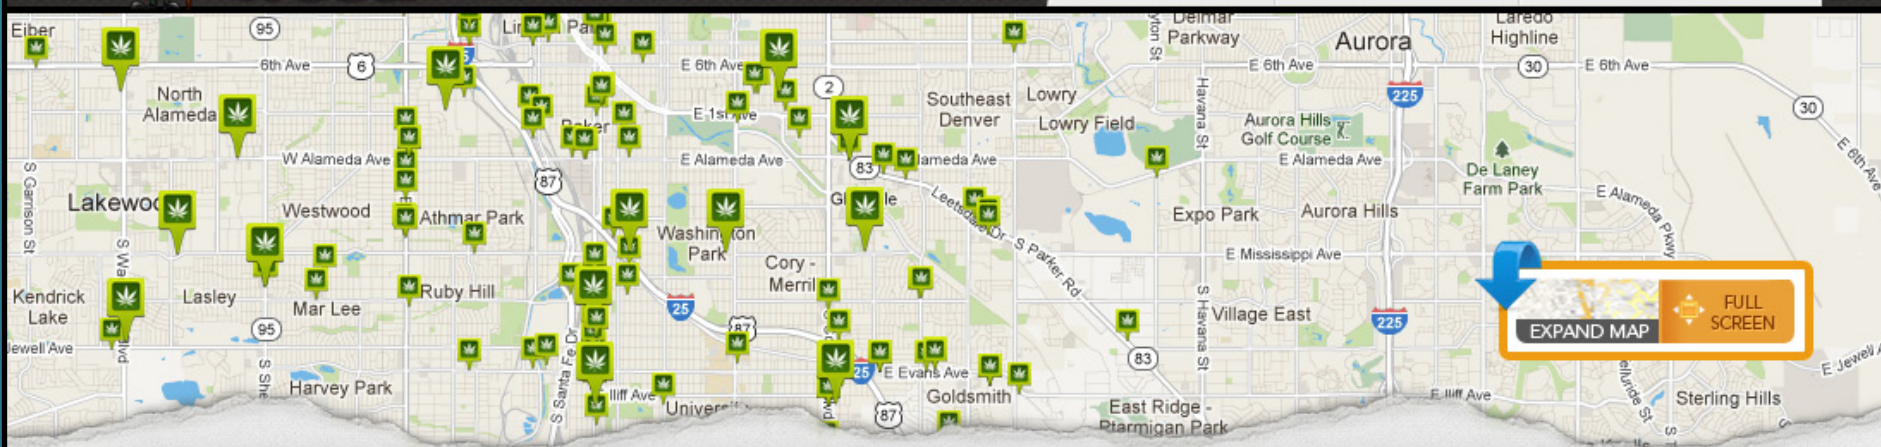 Eiber
95
Delmar
Parkway
Laredo
Highline
Aurora
6th Ave
6
E 6th Ave
E 6th Ave
30
E 6th Ave
225
2
30
North
Alameda
Southeast
Denver
Lowry
Lowry Field
Havana St
Aurora Hills
Golf Course
E 6th Ave
W Alameda Ave
E Alameda Ave
E Alameda Ave
83
87
De Laney
Farm Park
S Garrison St
Westwood
Athmar Park
Leetsdale Dr
Expo Park
Aurora Hills
E Alameda Pkwy
Washington
Park
S Parker Rd
E Mississippi Ave
Cory -
Merrill
Kendrick
Lake
Lasley
Mar Lee
Ruby Hill
25
87
S Havana St
Village East
225
EXPAND MAP
FULL
SCREEN
95
Jewell Ave
S Santa Fe Dr
83
25
E Evans Ave
E Jewell
Harvey Park
Goldsmith
87
East Ridge -
Ptarmigan Park
E Iliff Ave
Sterling Hills